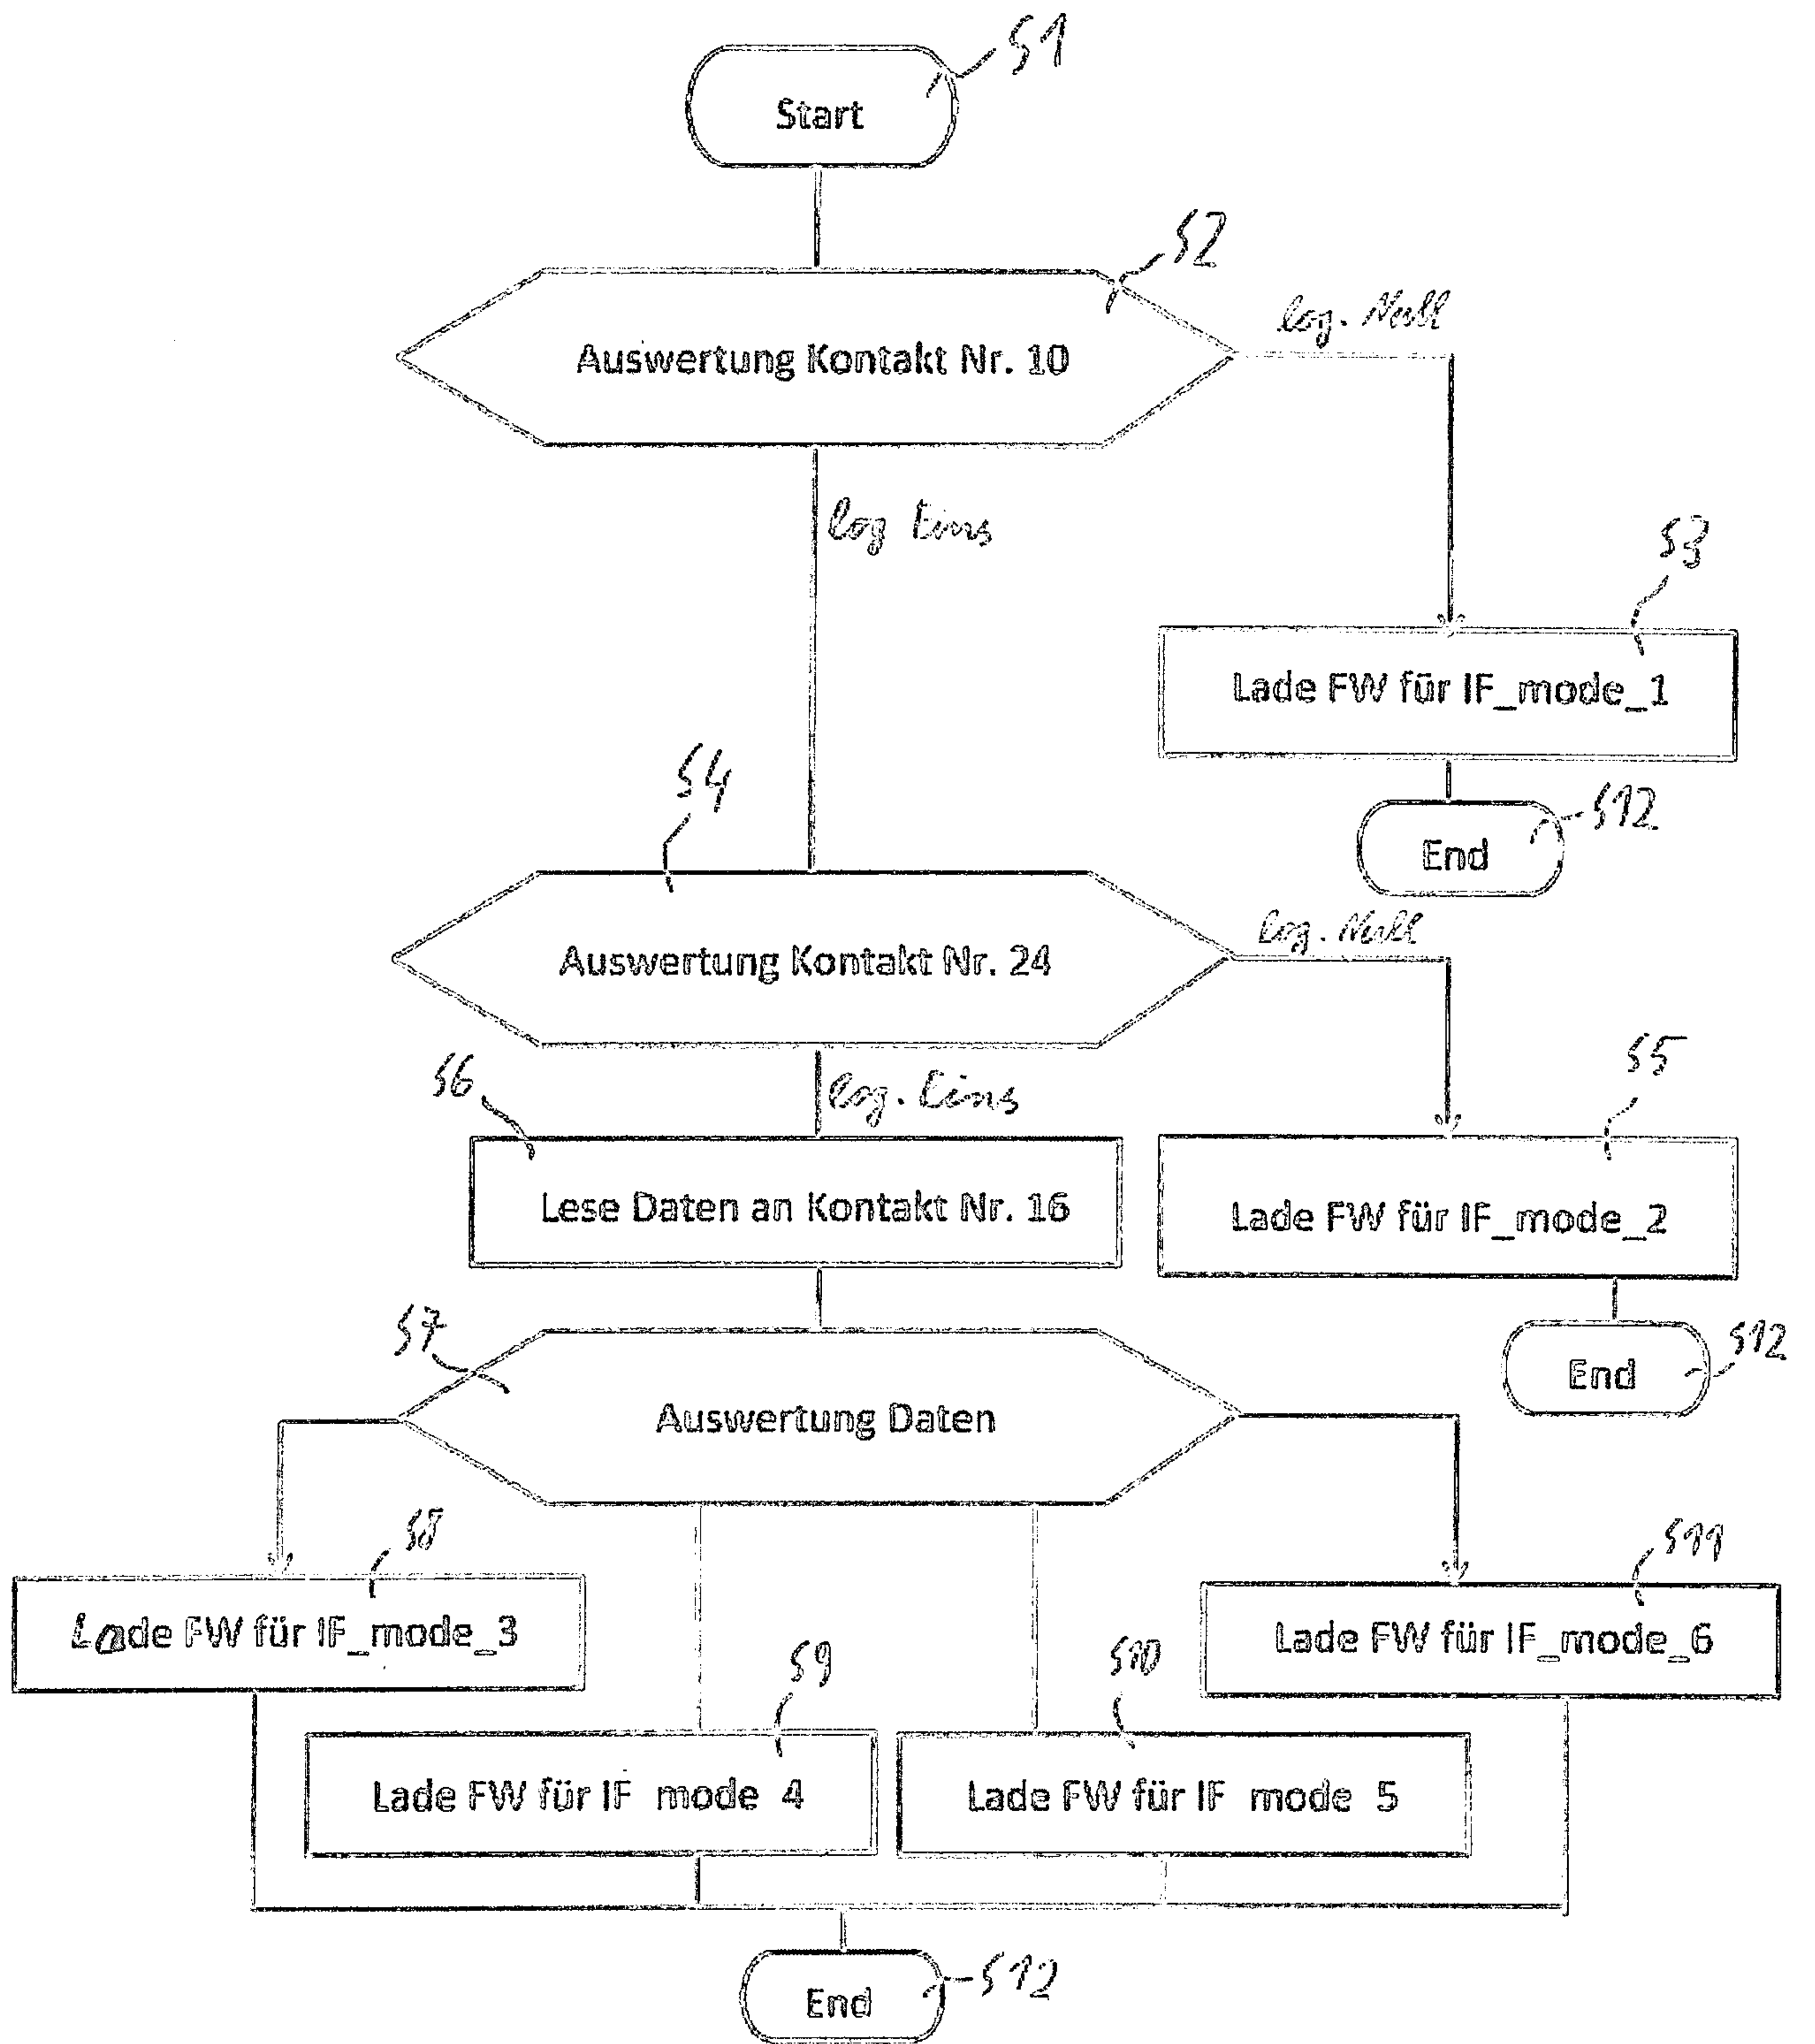 S1
Start
S2
Auswertung Kontakt Nr. 10
log. Null
log Eins
S3
Lade FW für IF_mode_1
S4
S12
End
Auswertung Kontakt Nr. 24
log. Null
S5
S6
log. Eins
Lese Daten an Kontakt Nr. 16
Lade FW für IF_mode_2
S7
S12
End
Auswertung Daten
S8
S11
Lade FW für IF_mode_3
Lade FW für IF_mode_6
S9
S10
Lade FW für IF mode 4
Lade FW für IF mode 5
S12
End